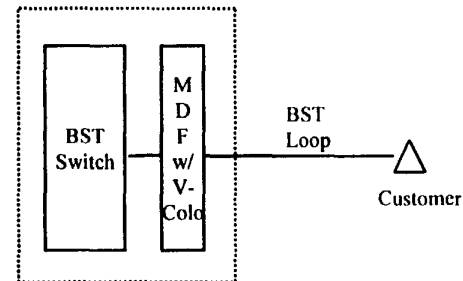 BST
Switch
M
D
F
w/
V-
Colo
BST
Loop
Customer